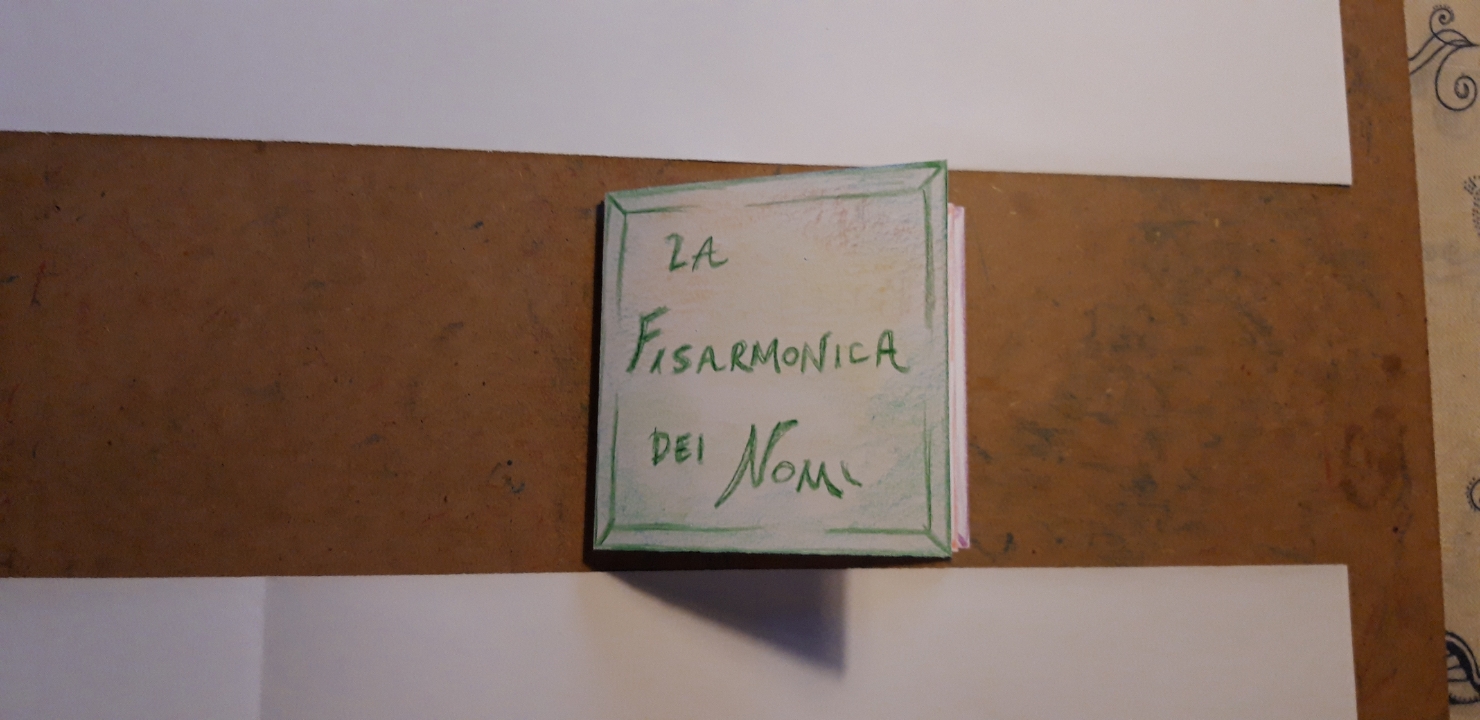 LA
FISARMONICA
DEI NOMI